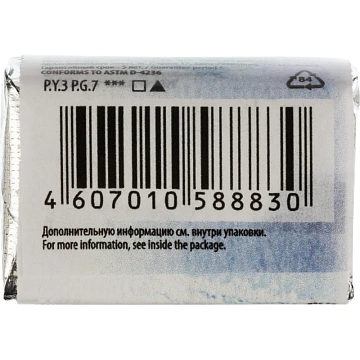 CONFORMS TO ASTM D-4236
84
P.Y.3 P.G.7 ***
4 607010 588830
Дополнительную информацию см. внутри упаковки.
For more information, see inside the package.